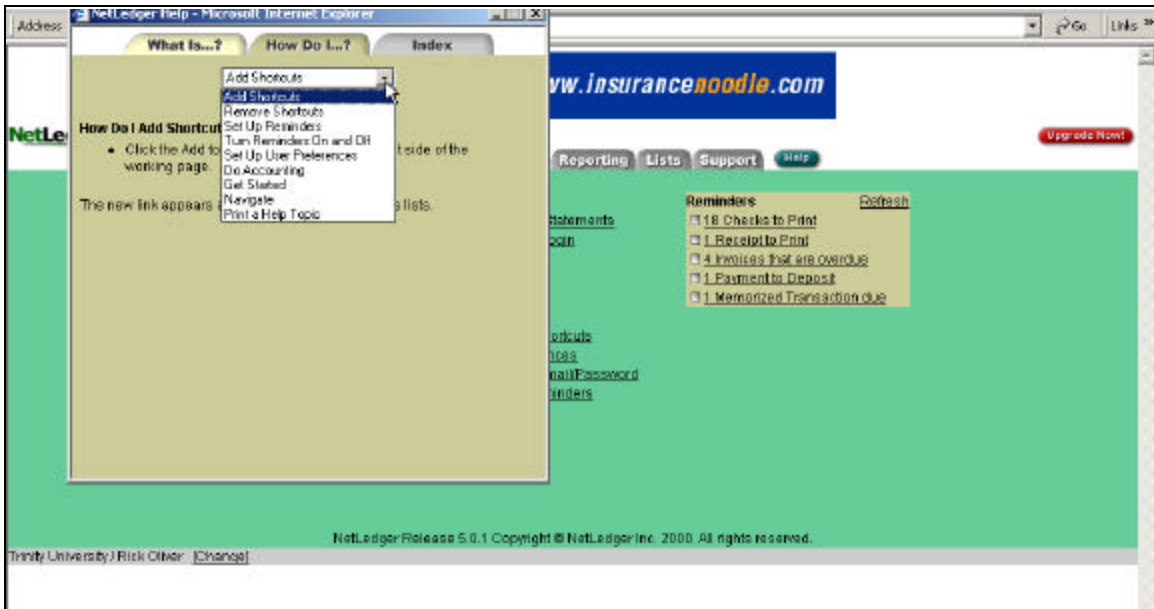 NetLedger Help - Microsoft Internet Explorer
Address
Go
Links »
What Is...?
How Do I...?
Index
Add Shortcuts
Add Shortcuts
Remove Shortcuts
Set Up Reminders
Turn Reminders On and Off
Set Up User Preferences
Do Accounting
Get Started
Navigate
Print a Help Topic
How Do I Add Shortcut
• Click the Add to
t side of the
working page.
The new link appears
s lists.
ww.insurancenoodle.com
NetLe
Upgrade Now!
Reporting
Lists
Support
Help
Statements
Reminders
Refresh
18 Checks to Print
1 Receipt to Print
4 Invoices that are overdue
1 Payment to Deposit
1 Memorized Transaction due
ortcuts
nces
mail/Password
minders
NetLedger Release 5.0.1 Copyright © NetLedger Inc. 2000. All rights reserved.
Trinity University / Rick Oliver [Change]